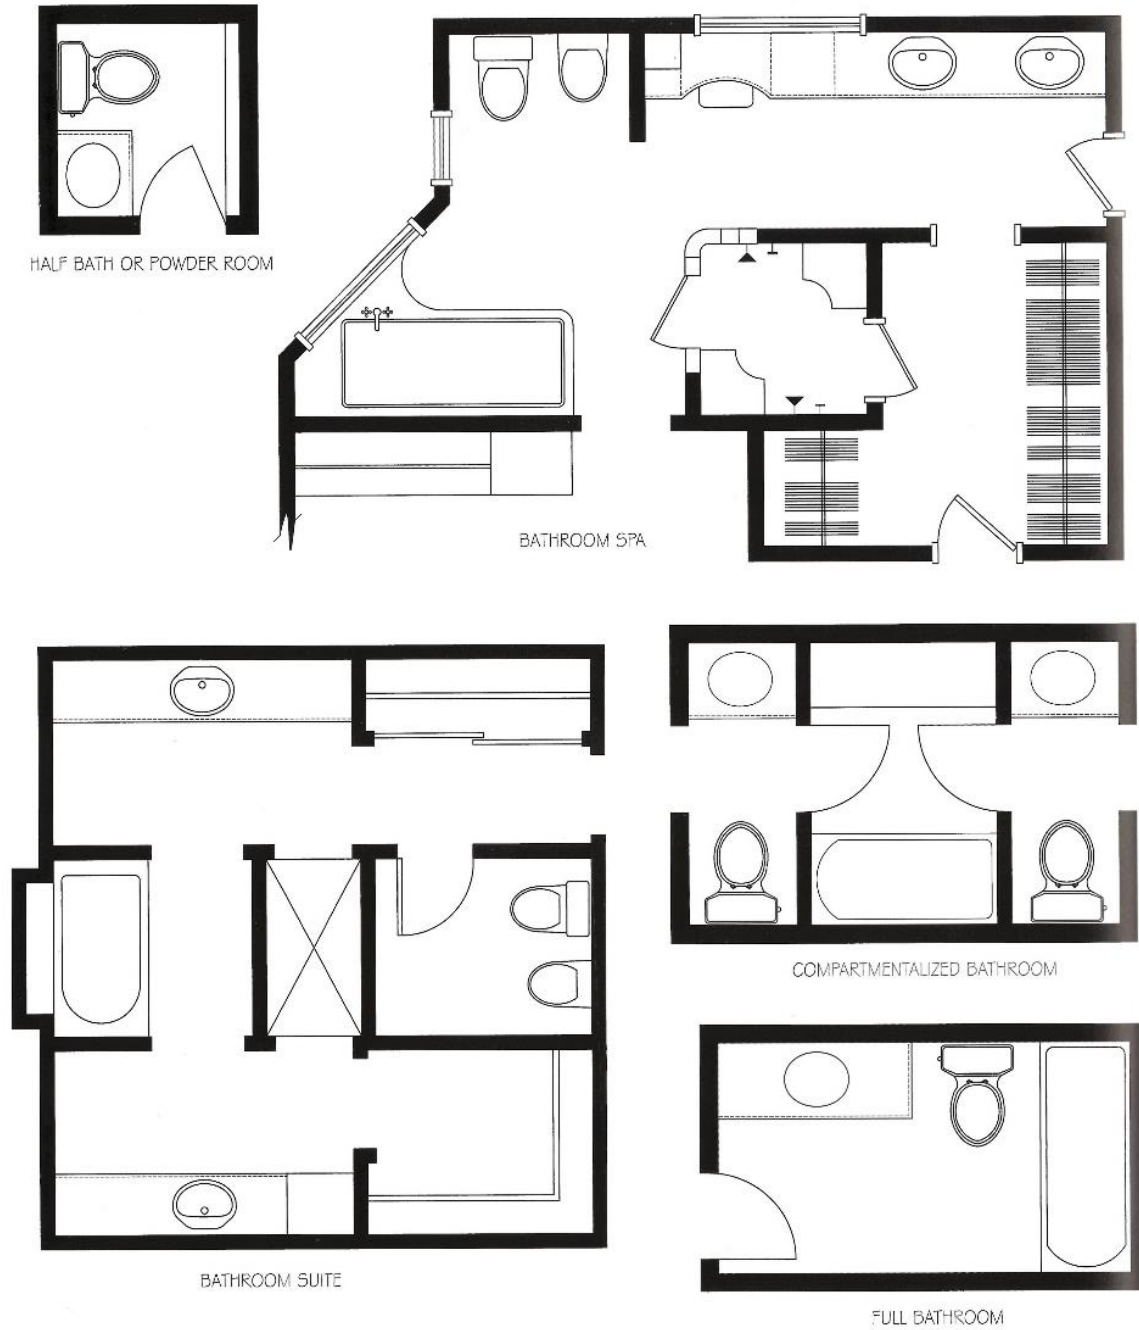 HALF BATH OR POWDER ROOM
BATHROOM SPA
COMPARTMENTALIZED BATHROOM
BATHROOM SUITE
FULL BATHROOM